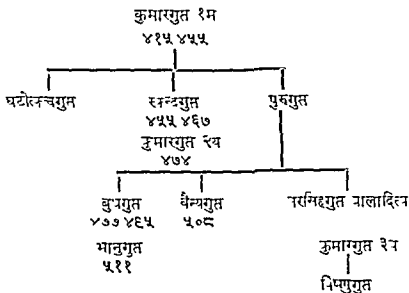 कुमारगुप्त १म
४१५ ४५५
घटोत्कचगुप्त स्कन्दगुप्त पुरुगुप्त
४५५ ४६७
कुमारगुप्त २य
४७४
बुधगुप्त वैन्यगुप्त नरसिंहगुप्त बालादित्य
४७७ ४९५ ५०८
भानुगुप्त कुमारगुप्त ३य
५११
विष्णुगुप्त